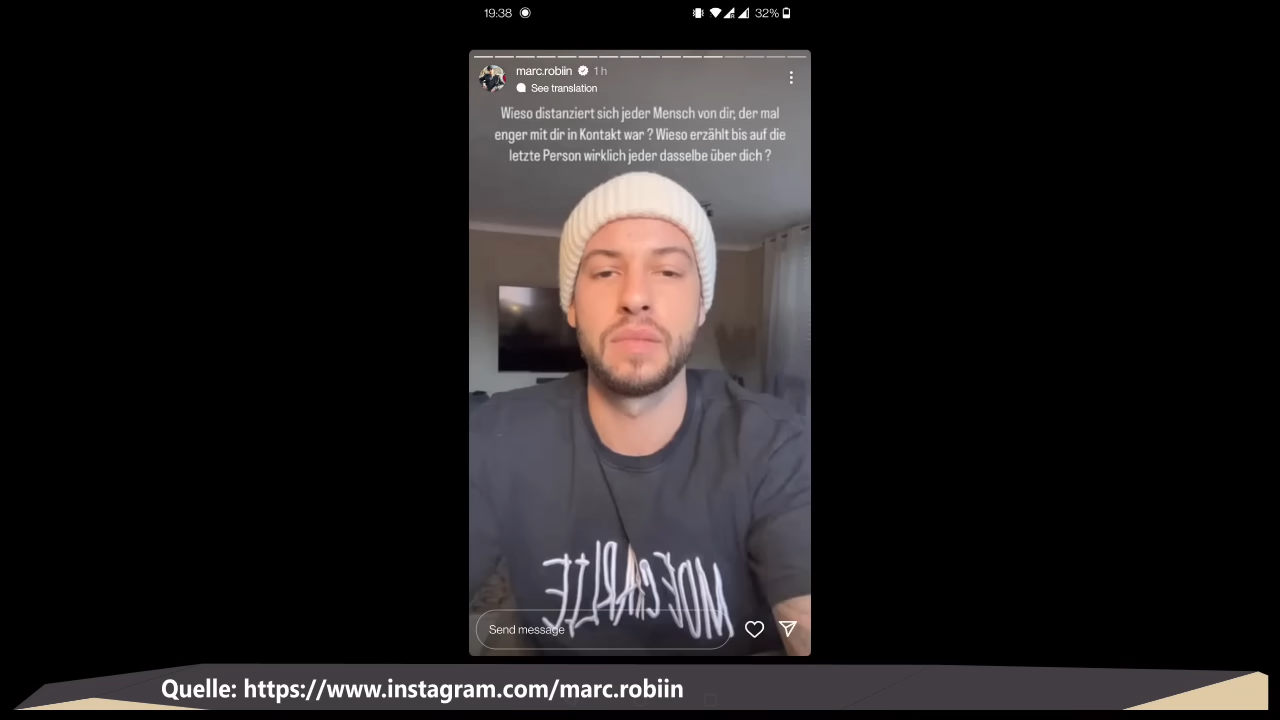 19:38
32%
marc.robiin 1 h
See translation
Wieso distanziert sich jeder Mensch von dir, der mal
enger mit dir in Kontakt war ? Wieso erzählt bis auf die
letzte Person wirklich jeder dasselbe über dich ?
Send message
Quelle: https://www.instagram.com/marc.robiin